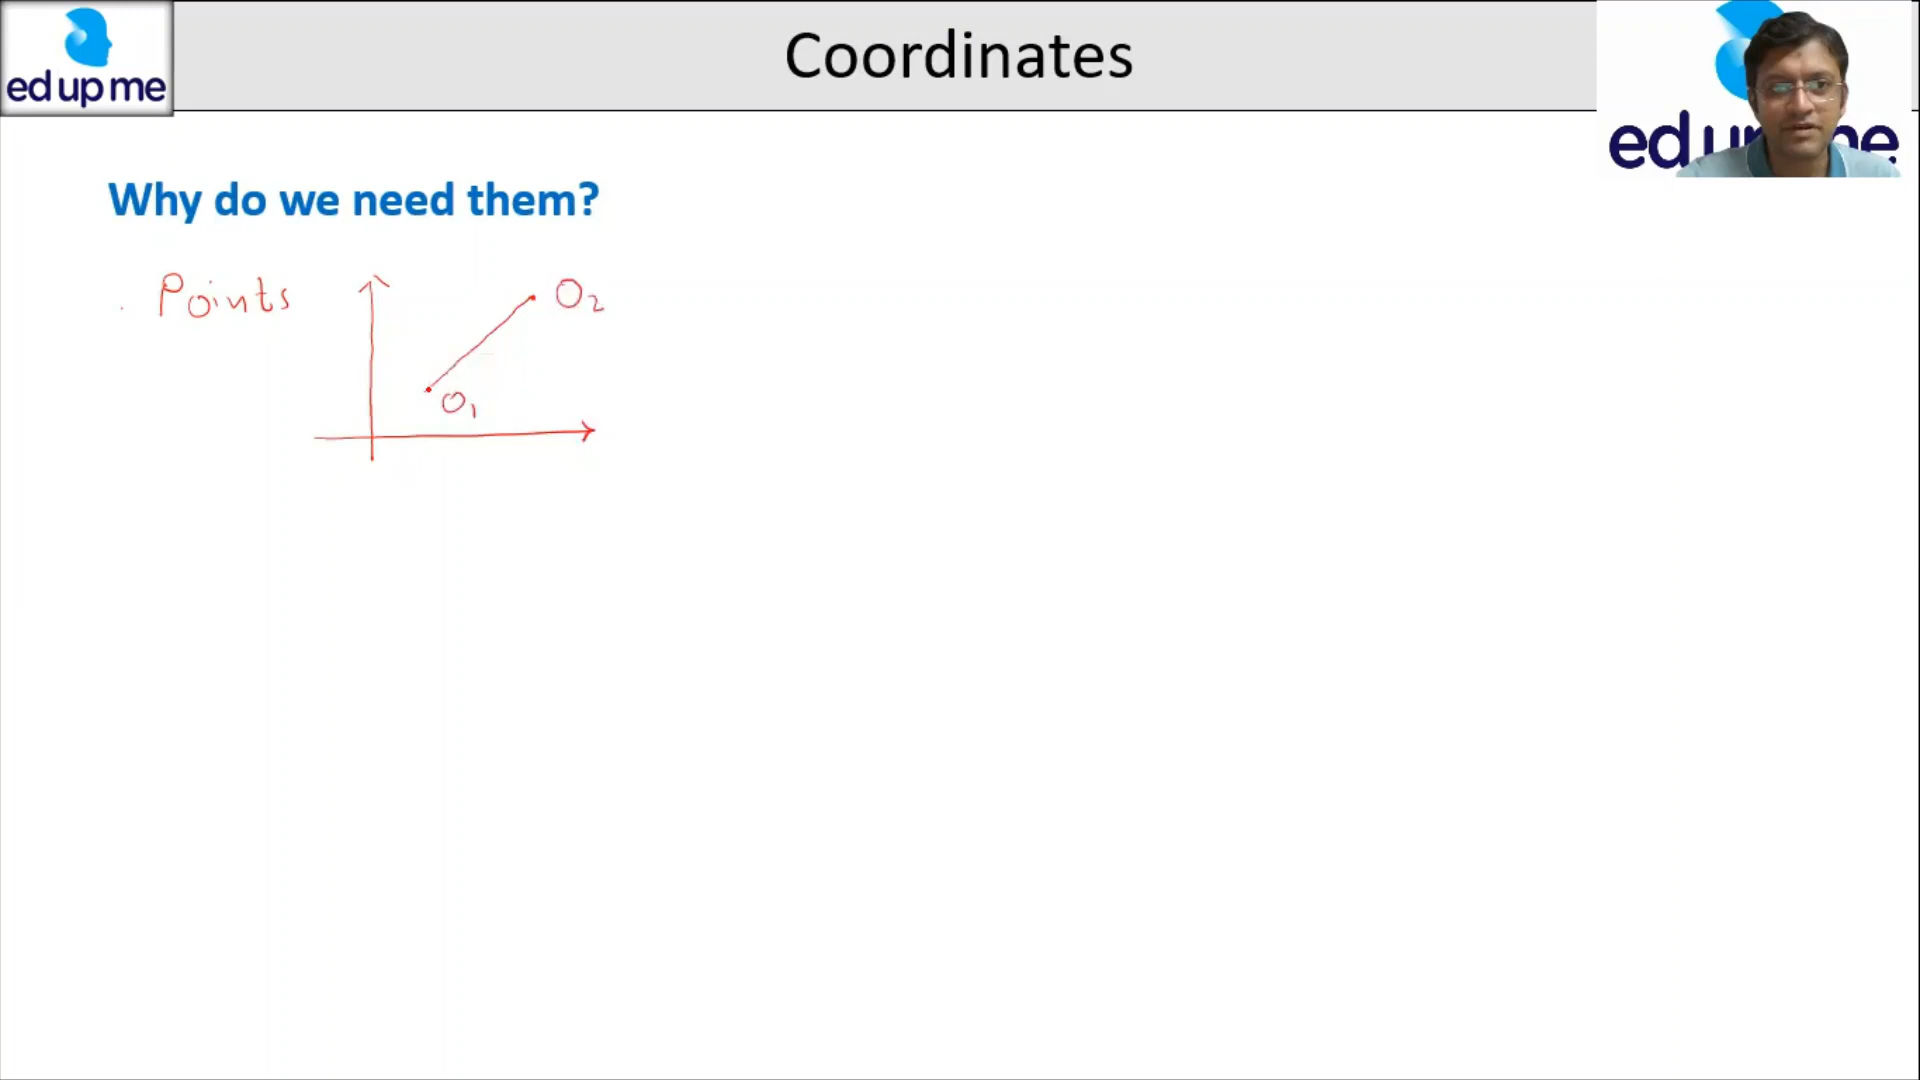 Coordinates
ed up me
ed up me
Why do we need them?
Points
O2
O1